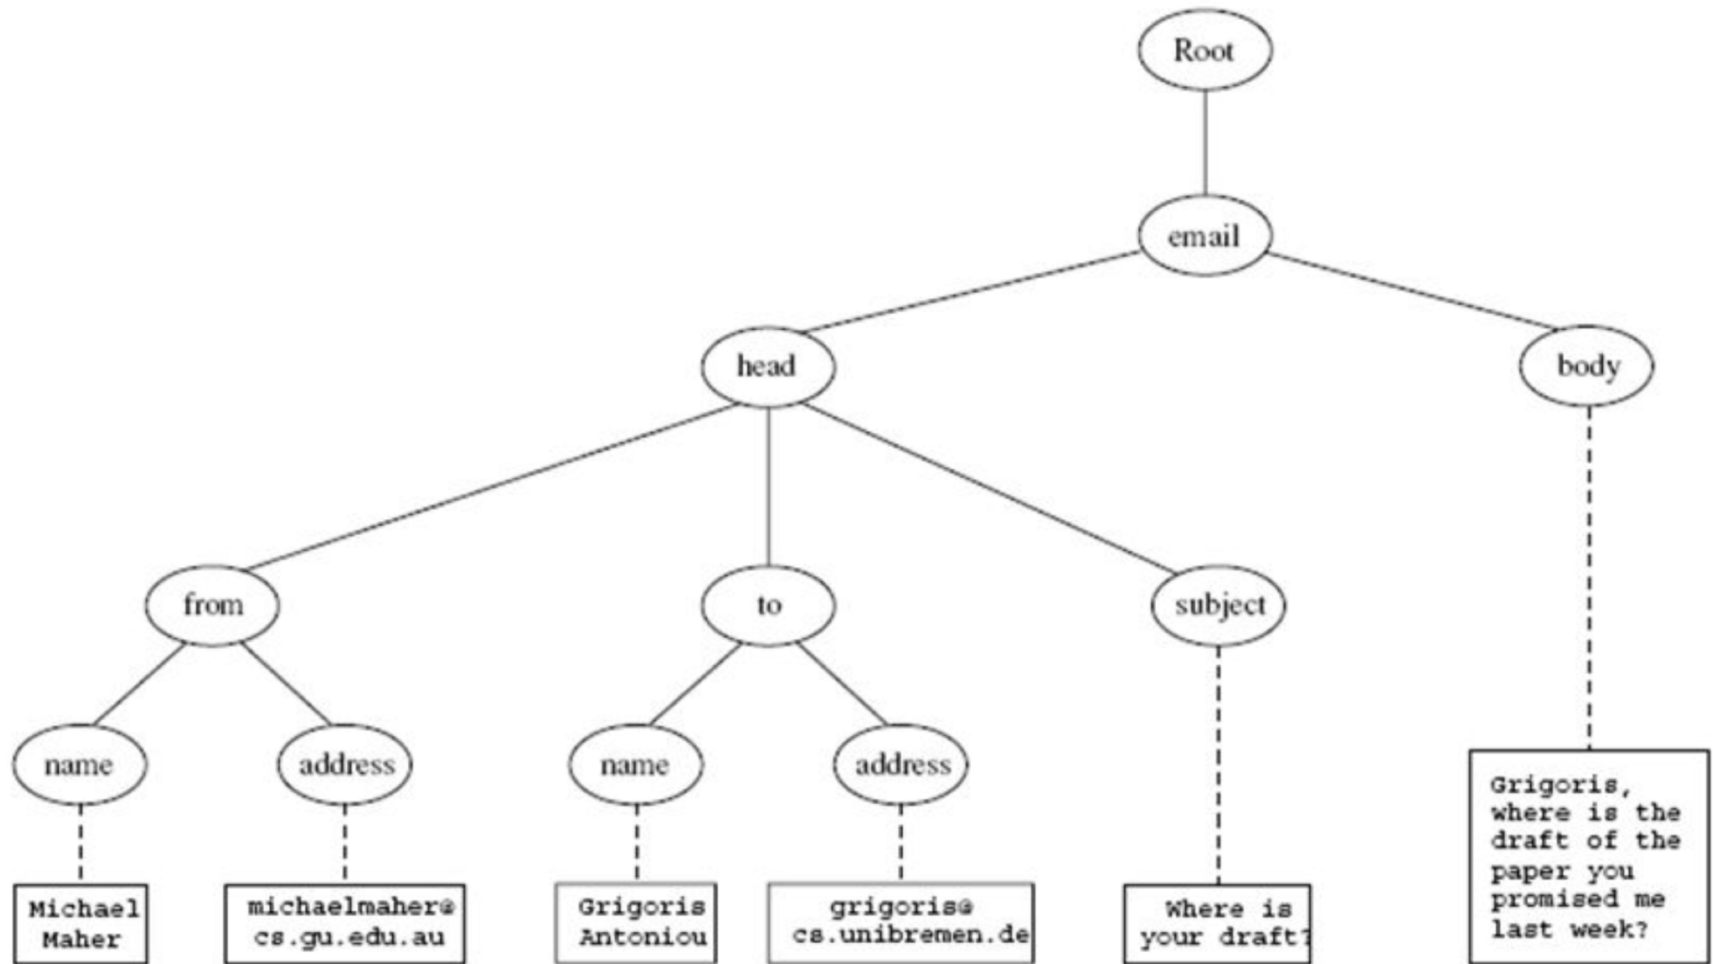 Root
email
head
body
from
to
subject
name
address
name
address
Michael
Maher
michaelmaher@
cs.gu.edu.au
Grigoris
Antoniou
grigoris@
cs.unibremen.de
Where is
your draft?
Grigoris,
where is the
draft of the
paper you
promised me
last week?